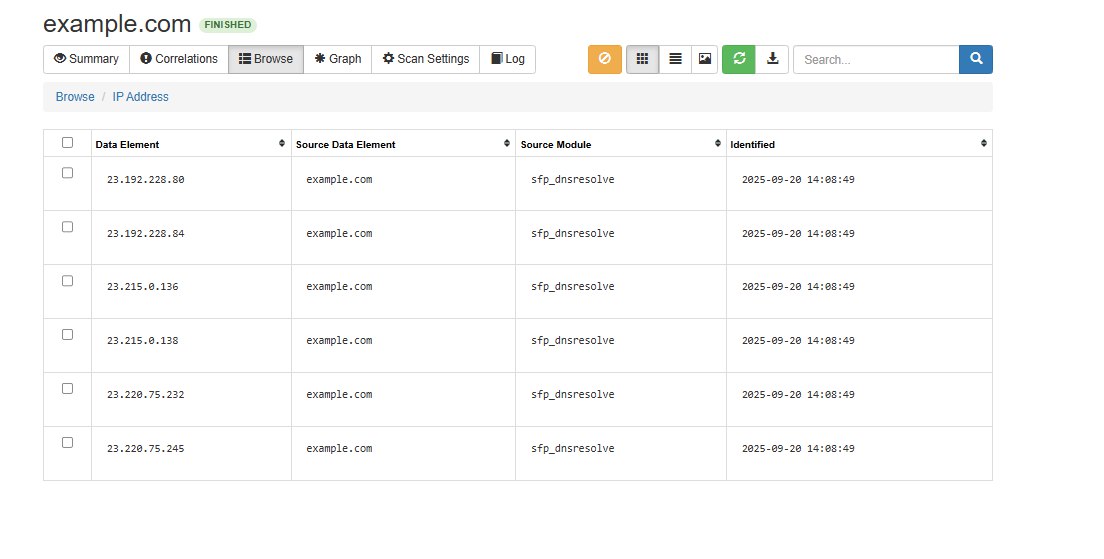 example.com FINISHED
Summary Correlations Browse Graph Scan Settings Log Search...
Browse / IP Address
Data Element Source Data Element Source Module Identified
23.192.228.80 example.com sfp_dnsresolve 2025-09-20 14:08:49
23.192.228.84 example.com sfp_dnsresolve 2025-09-20 14:08:49
23.215.0.136 example.com sfp_dnsresolve 2025-09-20 14:08:49
23.215.0.138 example.com sfp_dnsresolve 2025-09-20 14:08:49
23.220.75.232 example.com sfp_dnsresolve 2025-09-20 14:08:49
23.220.75.245 example.com sfp_dnsresolve 2025-09-20 14:08:49